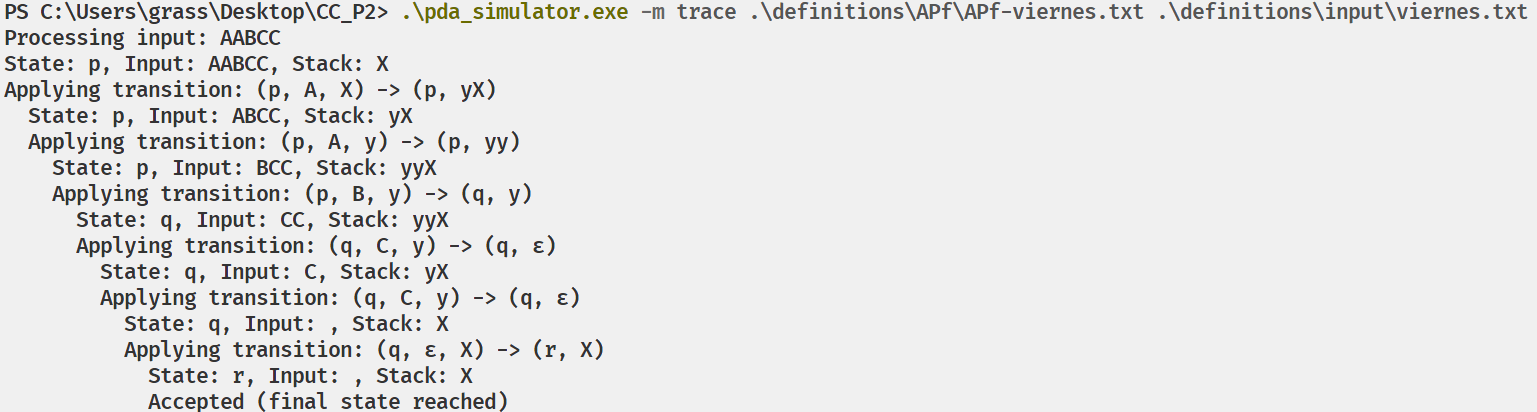 PS C:\Users\grass\Desktop\CC_P2> .\pda_simulator.exe -m trace .\definitions\APf\APf-viernes.txt .\definitions\input\viernes.txt
Processing input: AABCC
State: p, Input: AABCC, Stack: X
Applying transition: (p, A, X) -> (p, yX)
  State: p, Input: ABCC, Stack: yX
  Applying transition: (p, A, y) -> (p, yy)
    State: p, Input: BCC, Stack: yyX
    Applying transition: (p, B, y) -> (q, y)
      State: q, Input: CC, Stack: yyX
      Applying transition: (q, C, y) -> (q, ε)
        State: q, Input: C, Stack: yX
        Applying transition: (q, C, y) -> (q, ε)
          State: q, Input: , Stack: X
          Applying transition: (q, ε, X) -> (r, X)
            State: r, Input: , Stack: X
            Accepted (final state reached)